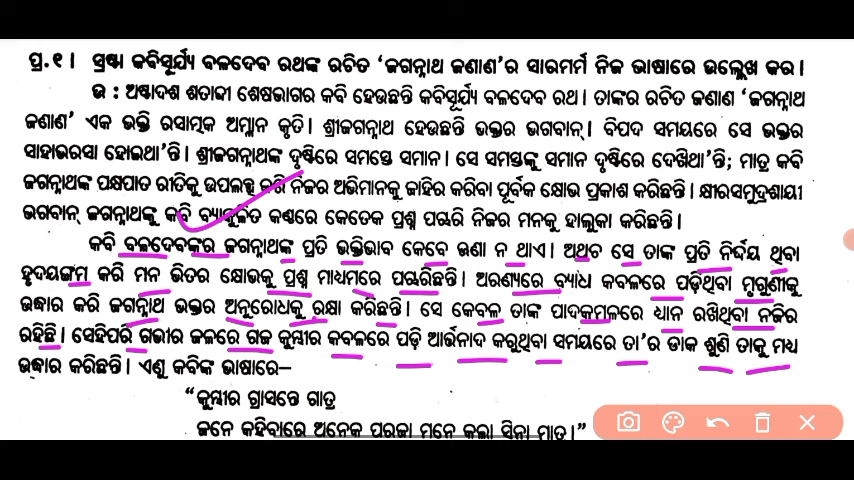 ପ୍ର.୧। ସ୍ରଷ୍ଟା କବିସୂର୍ଯ୍ୟ ବଳଦେବ ରଥଙ୍କ ରଚିତ ‘ଜଗନ୍ନାଥ ଜଣାଣ’ର ସାରମର୍ମ ନିଜ ଭାଷାରେ ଉଲ୍ଲେଖ କର।
ଉ : ଅଷ୍ଟାଦଶ ଶତାବ୍ଦୀ ଶେଷଭାଗର କବି ହେଉଛନ୍ତି କବିସୂର୍ଯ୍ୟ ବଳଦେବ ରଥ। ତାଙ୍କର ରଚିତ ଜଣାଣ ‘ଜଗନ୍ନାଥ
ଜଣାଣ’ ଏକ ଭକ୍ତି ରସାତ୍ମକ ଅମ୍ଳାନ କୃତି। ଶ୍ରୀଜଗନ୍ନାଥ ହେଉଛନ୍ତି ଭକ୍ତର ଭଗବାନ୍। ବିପଦ ସମୟରେ ସେ ଭକ୍ତର
ସାହାଭରସା ହୋଇଥା’ନ୍ତି। ଶ୍ରୀଜଗନ୍ନାଥଙ୍କ ଦୃଷ୍ଟିରେ ସମସ୍ତେ ସମାନ। ସେ ସମସ୍ତଙ୍କୁ ସମାନ ଦୃଷ୍ଟିରେ ଦେଖିଥା’ନ୍ତି; ମାତ୍ର କବି
ଜଗନ୍ନାଥଙ୍କ ପକ୍ଷପାତ ରୀତିକୁ ଉପଲବ୍ଧ କରି ନିଜର ଅଭିମାନକୁ ଜାହିର କରିବା ପୂର୍ବକ କ୍ଷୋଭ ପ୍ରକାଶ କରିଛନ୍ତି। କ୍ଷୀରସମୁଦ୍ରଶାୟୀ
ଭଗବାନ୍ ଜଗନ୍ନାଥଙ୍କୁ କବି ବ୍ୟାକୁଳିତ କଣ୍ଠରେ କେତେକ ପ୍ରଶ୍ନ ପଚ୍ଚାରି ନିଜର ମନକୁ ହାଲୁକା କରିଛନ୍ତି।
କବି ବଳଦେବଙ୍କର ଜଗନ୍ନାଥଙ୍କ ପ୍ରତି ଭକ୍ତିଭାବ କେବେ ଊଣା ନ ଥାଏ। ଅଥଚ ସେ ତାଙ୍କ ପ୍ରତି ନିର୍ଦ୍ଦୟ ଥିବା
ହୃଦୟଙ୍ଗମ କରି ମନ ଭିତର କ୍ଷୋଭକୁ ପ୍ରଶ୍ନ ମାଧ୍ୟମରେ ପଚ୍ଚାରିଛନ୍ତି। ଅରଣ୍ୟରେ ବ୍ୟାଧ କବଳରେ ପଡ଼ିଥିବା ମୃଗୁଣୀକୁ
ଉଦ୍ଧାର କରି ଜଗନ୍ନାଥ ଭକ୍ତର ଅନୁରୋଧକୁ ରକ୍ଷା କରିଛନ୍ତି। ସେ କେବଳ ତାଙ୍କ ପାଦକମଳରେ ଧ୍ୟାନ ରଖିଥିବା ନଜିର
ରହିଛି। ସେହିପରି ଗଭୀର ଜଳରେ ଗଜ କୁମ୍ଭୀର କବଳରେ ପଡ଼ି ଆର୍ତ୍ତନାଦ କରୁଥିବା ସମୟରେ ତା’ର ଡାକ ଶୁଣି ତାକୁ ମଧ୍ୟ
ଉଦ୍ଧାର କରିଛନ୍ତି। ଏଣୁ କବିଙ୍କ ଭାଷାରେ–
“କୁମ୍ଭୀର ଗ୍ରାସନ୍ତେ ଗାତ୍ର
ଜନେ କହିବାରେ ଅନେକ ପରଜା ମନେ କଲା ସିନା ମାତ୍ର।”